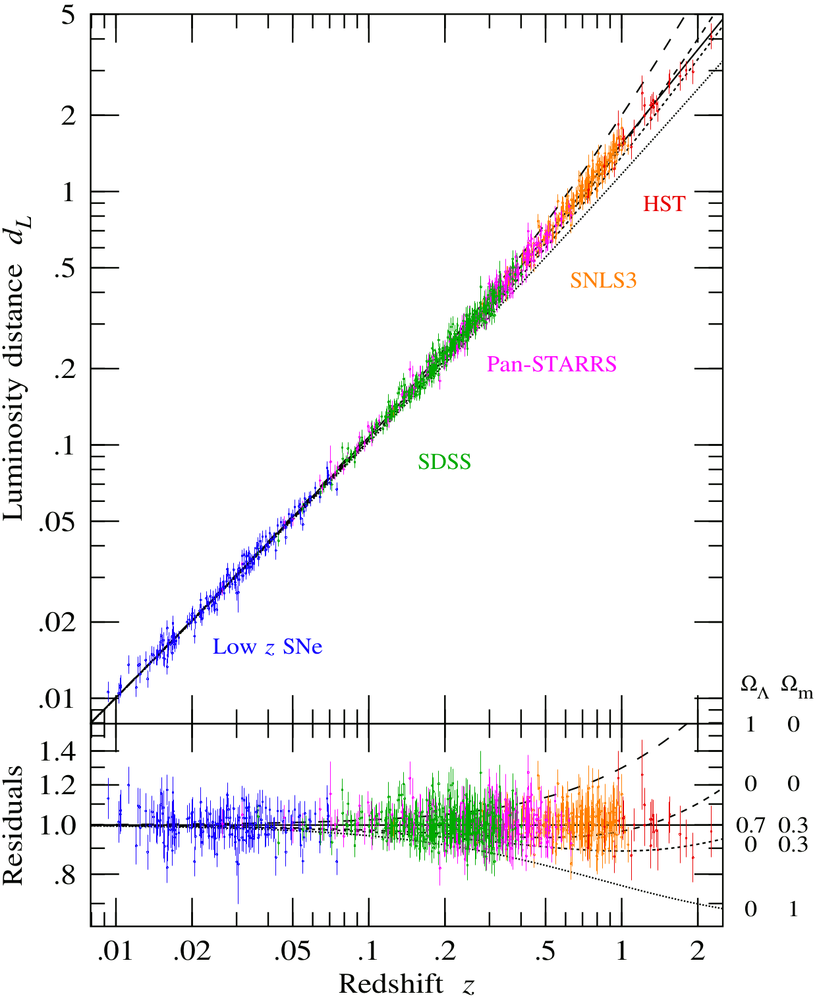 5
2
1
.5
.2
.1
.05
.02
.01
Luminosity distance d_L
HST
SNLS3
Pan-STARRS
SDSS
Low z SNe
Ω_Λ Ω_m
1 0
0 0
0.7 0.3
0 0.3
0 1
1.4
1.2
1.0
.8
Residuals
.01 .02 .05 .1 .2 .5 1 2
Redshift z